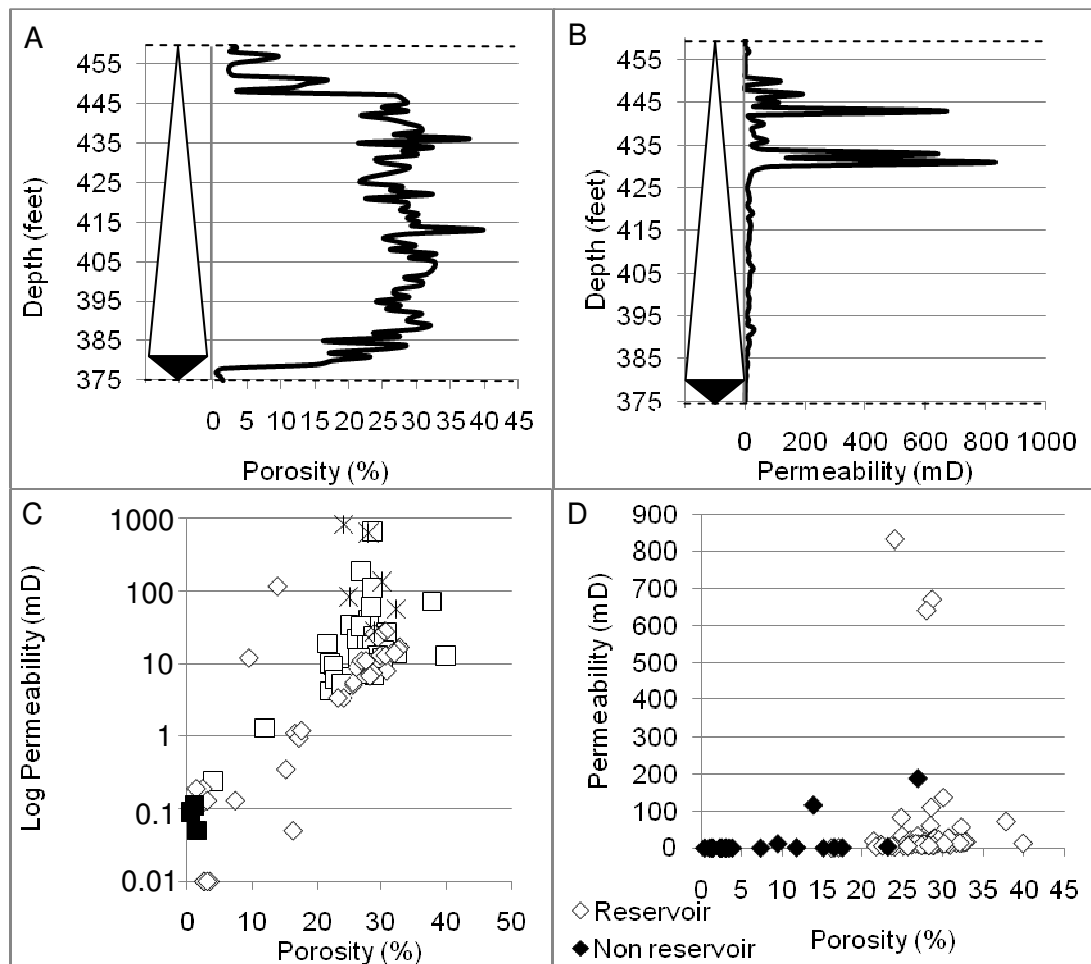 A
Depth (feet)
455
445
435
425
415
405
395
385
375
0 5 10 15 20 25 30 35 40 45
Porosity (%)
B
Depth (feet)
455
445
435
425
415
405
395
385
375
0 200 400 600 800 1000
Permeability (mD)
C
Log Permeability (mD)
1000
100
10
1
0.1
0.01
0 10 20 30 40 50
Porosity (%)
D
Permeability (mD)
900
800
700
600
500
400
300
200
100
0
0 5 10 15 20 25 30 35 40 45
Porosity (%)
Reservoir
Non reservoir